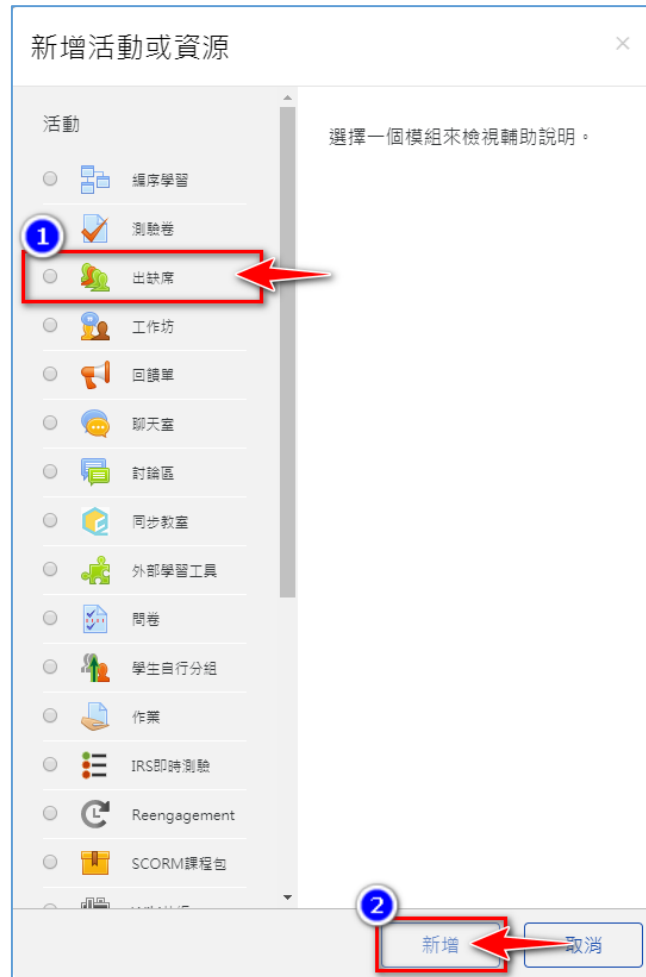 新增活動或資源
×
活動
選擇一個模組來檢視輔助說明。
編序學習
測驗卷
1
出缺席
工作坊
回饋單
聊天室
討論區
同步教室
外部學習工具
問卷
學生自行分組
作業
IRS即時測驗
Reengagement
SCORM課程包
2
新增
取消